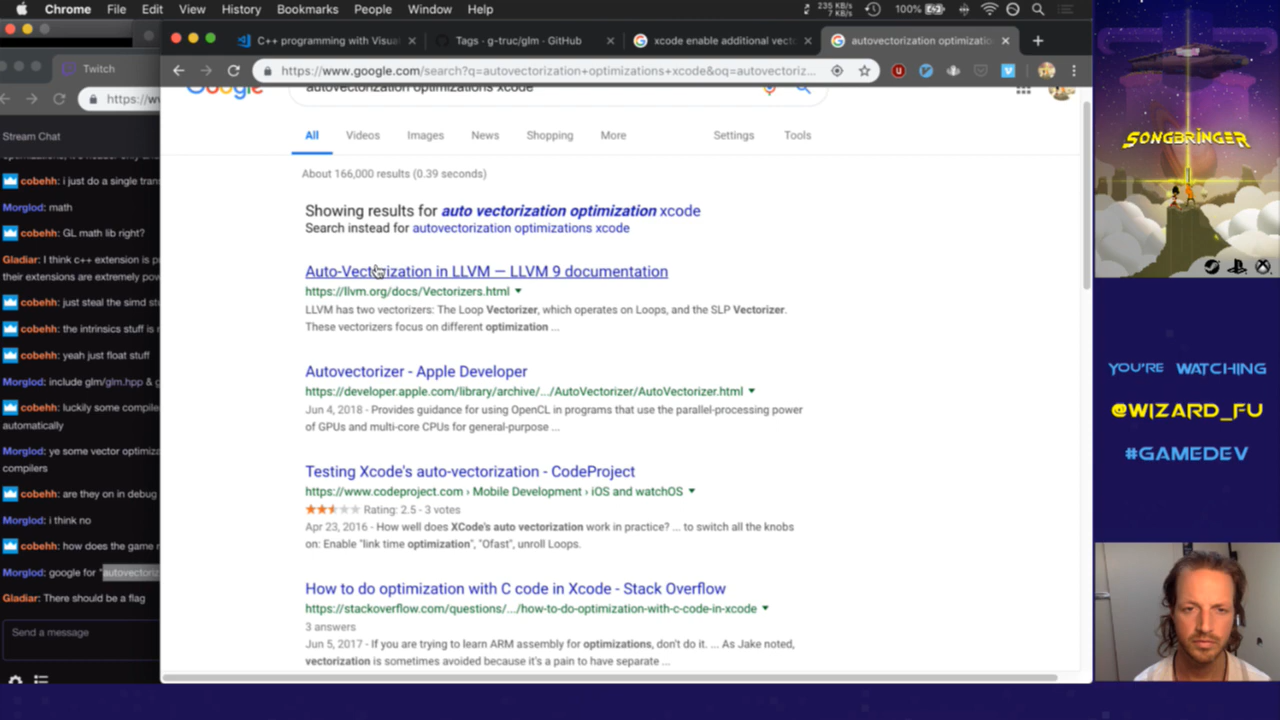 Chrome File Edit View History Bookmarks People Window Help
235 KB/s
7 KB/s
100%
C++ programming with Visual
Tags · g-truc/glm · GitHub
xcode enable additional vect
autovectorization optimizatio
https://www.google.com/search?q=autovectorization+optimizations+xcode&oq=autovectoriz...
Twitch
https://w
Stream Chat
cobehh: i just do a single tran
Morglod: math
cobehh: GL math lib right?
Gladiar: I think c++ extension is p
their extensions are extremely pow
cobehh: just steal the simd st
cobehh: the intrinsics stuff is
cobehh: yeah just float stuff
Morglod: include glm/glm.hpp & g
cobehh: luckily some compile
automatically
Morglod: ye some vector optimiz
compilers
cobehh: are they on in debug
Morglod: i think no
cobehh: how does the game
Morglod: google for "autovectoriz
Gladiar: There should be a flag
Send a message
Google
autovectorization optimizations xcode
All Videos Images News Shopping More Settings Tools
About 166,000 results (0.39 seconds)
Showing results for auto vectorization optimization xcode
Search instead for autovectorization optimizations xcode
Auto-Vectorization in LLVM — LLVM 9 documentation
https://llvm.org/docs/Vectorizers.html
LLVM has two vectorizers: The Loop Vectorizer, which operates on Loops, and the SLP Vectorizer.
These vectorizers focus on different optimization ...
Autovectorizer - Apple Developer
https://developer.apple.com/library/archive/.../AutoVectorizer/AutoVectorizer.html
Jun 4, 2018 - Provides guidance for using OpenCL in programs that use the parallel-processing power
of GPUs and multi-core CPUs for general-purpose ...
Testing Xcode's auto-vectorization - CodeProject
https://www.codeproject.com › Mobile Development › iOS and watchOS
Rating: 2.5 - 3 votes
Apr 23, 2016 - How well does XCode's auto vectorization work in practice? ... to switch all the knobs
on: Enable "link time optimization", "Ofast", unroll Loops.
How to do optimization with C code in Xcode - Stack Overflow
https://stackoverflow.com/questions/.../how-to-do-optimization-with-c-code-in-xcode
3 answers
Jun 5, 2017 - If you are trying to learn ARM assembly for optimizations, don't do it. ... As Jake noted,
vectorization is sometimes avoided because it's a pain to have separate ...
SONGBRINGER
YOU'RE WATCHING
@WIZARD_FU
#GAMEDEV